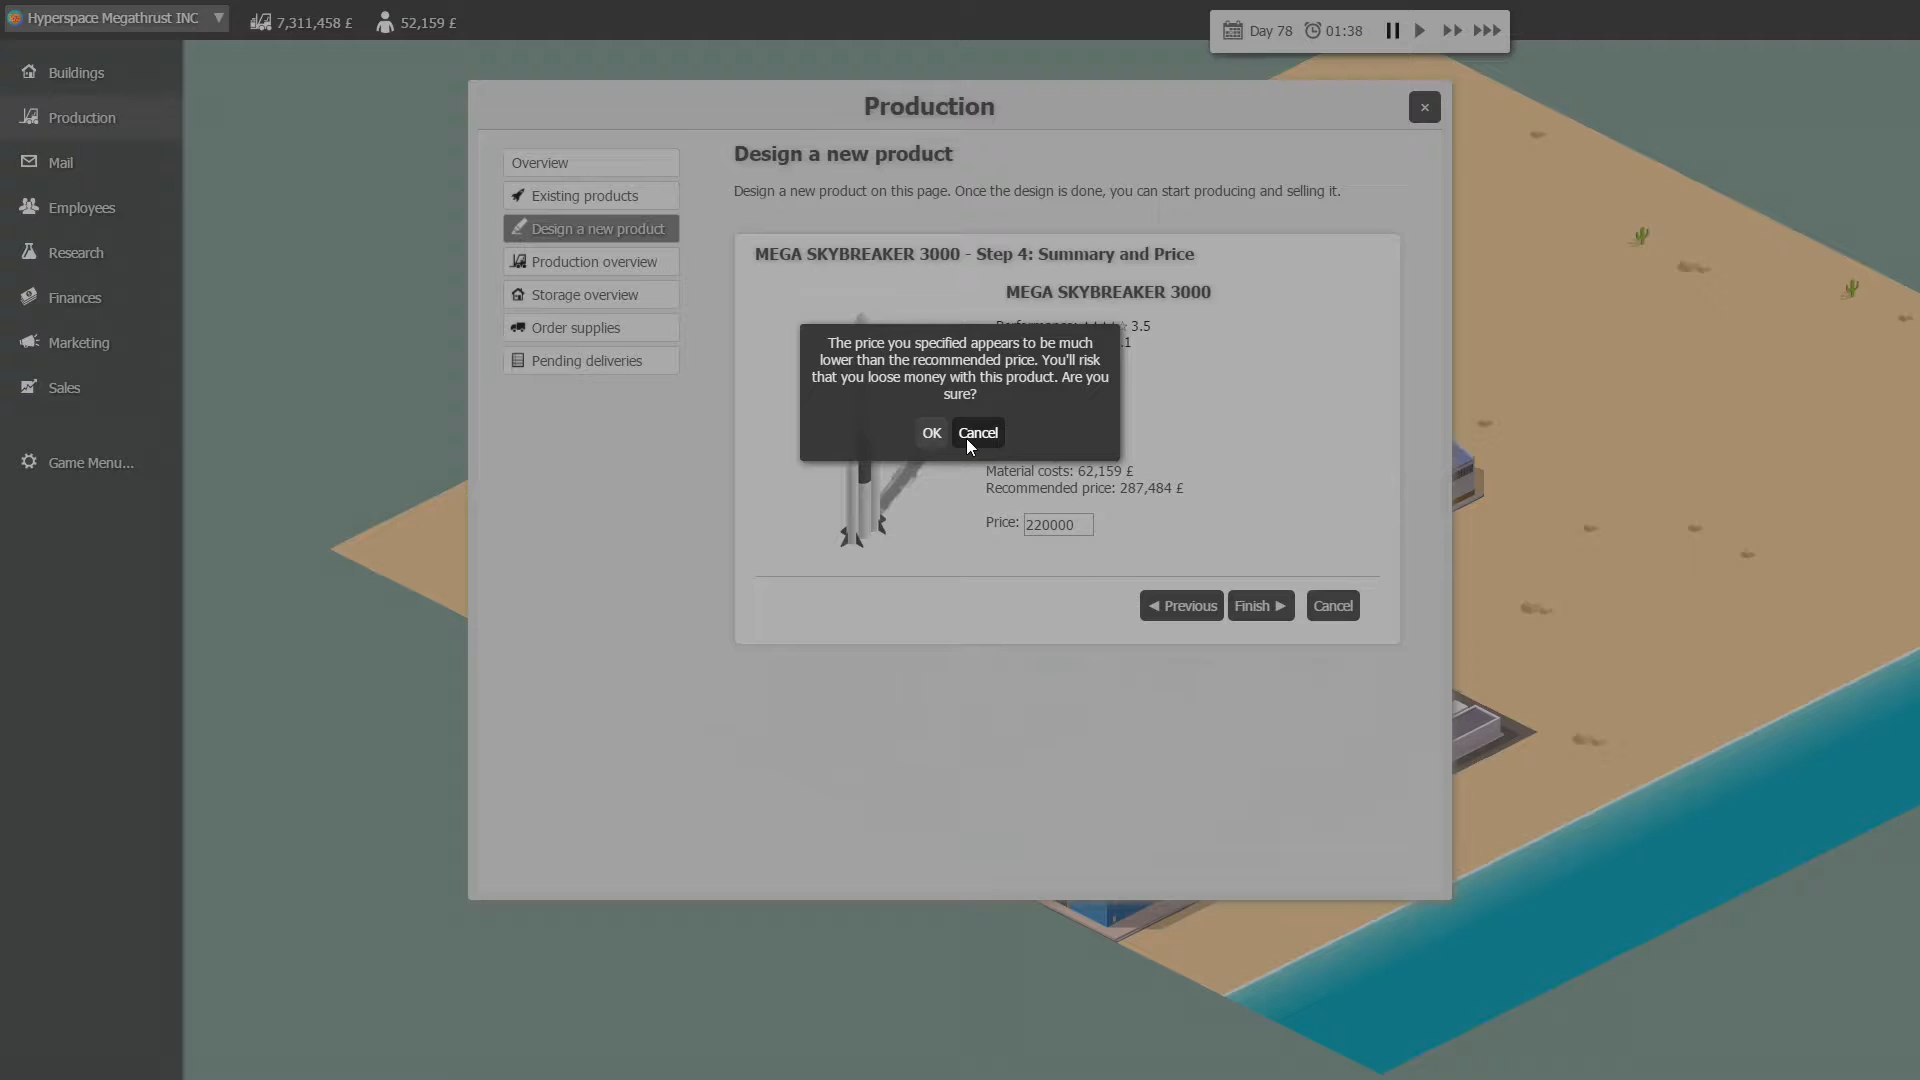 Hyperspace Megathrust INC
7,311,458 £
52,159 £
Day 78
01:38
Buildings
Production
Mail
Employees
Research
Finances
Marketing
Sales
Game Menu...
Production
×
Overview
Existing products
Design a new product
Production overview
Storage overview
Order supplies
Pending deliveries
Design a new product
Design a new product on this page. Once the design is done, you can start producing and selling it.
MEGA SKYBREAKER 3000 - Step 4: Summary and Price
MEGA SKYBREAKER 3000
3.5
.1
The price you specified appears to be much
lower than the recommended price. You'll risk
that you loose money with this product. Are you
sure?
OK
Cancel
Material costs: 62,159 £
Recommended price: 287,484 £
Price: 220000
Previous
Finish
Cancel